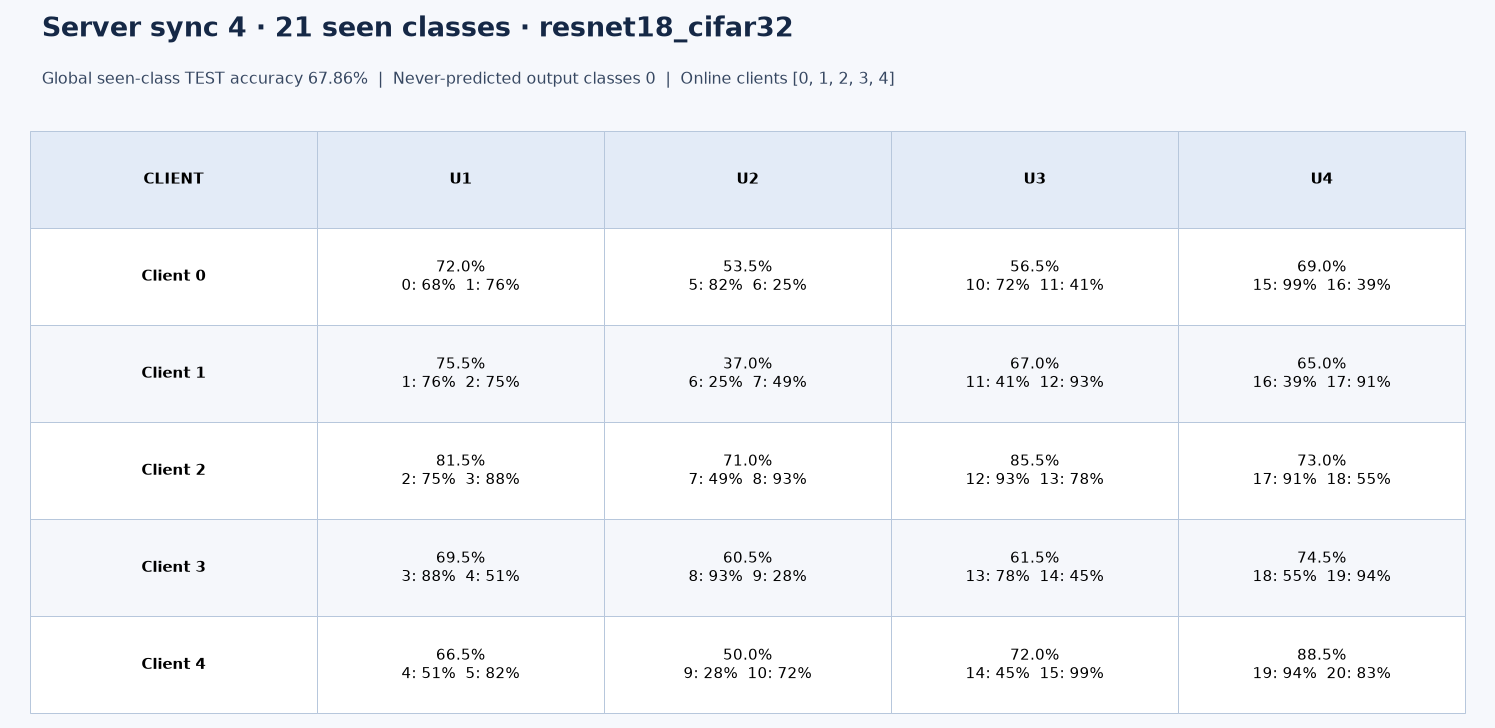 Server sync 4 · 21 seen classes · resnet18_cifar32
Global seen-class TEST accuracy 67.86%  |  Never-predicted output classes 0  |  Online clients [0, 1, 2, 3, 4]
CLIENT U1 U2 U3 U4
Client 0
72.0%
0: 68%  1: 76%
53.5%
5: 82%  6: 25%
56.5%
10: 72%  11: 41%
69.0%
15: 99%  16: 39%
Client 1
75.5%
1: 76%  2: 75%
37.0%
6: 25%  7: 49%
67.0%
11: 41%  12: 93%
65.0%
16: 39%  17: 91%
Client 2
81.5%
2: 75%  3: 88%
71.0%
7: 49%  8: 93%
85.5%
12: 93%  13: 78%
73.0%
17: 91%  18: 55%
Client 3
69.5%
3: 88%  4: 51%
60.5%
8: 93%  9: 28%
61.5%
13: 78%  14: 45%
74.5%
18: 55%  19: 94%
Client 4
66.5%
4: 51%  5: 82%
50.0%
9: 28%  10: 72%
72.0%
14: 45%  15: 99%
88.5%
19: 94%  20: 83%